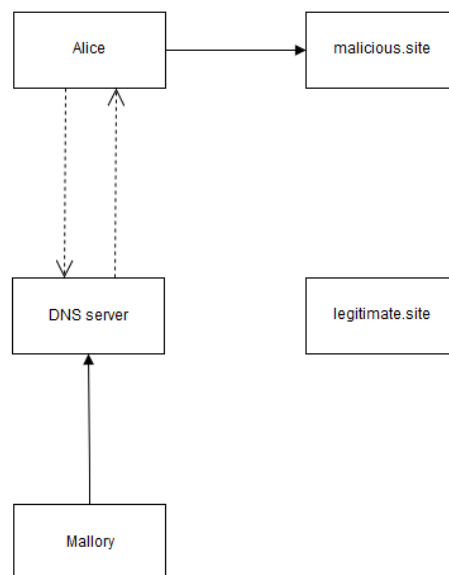 Alice
malicious.site
DNS server
legitimate.site
Mallory